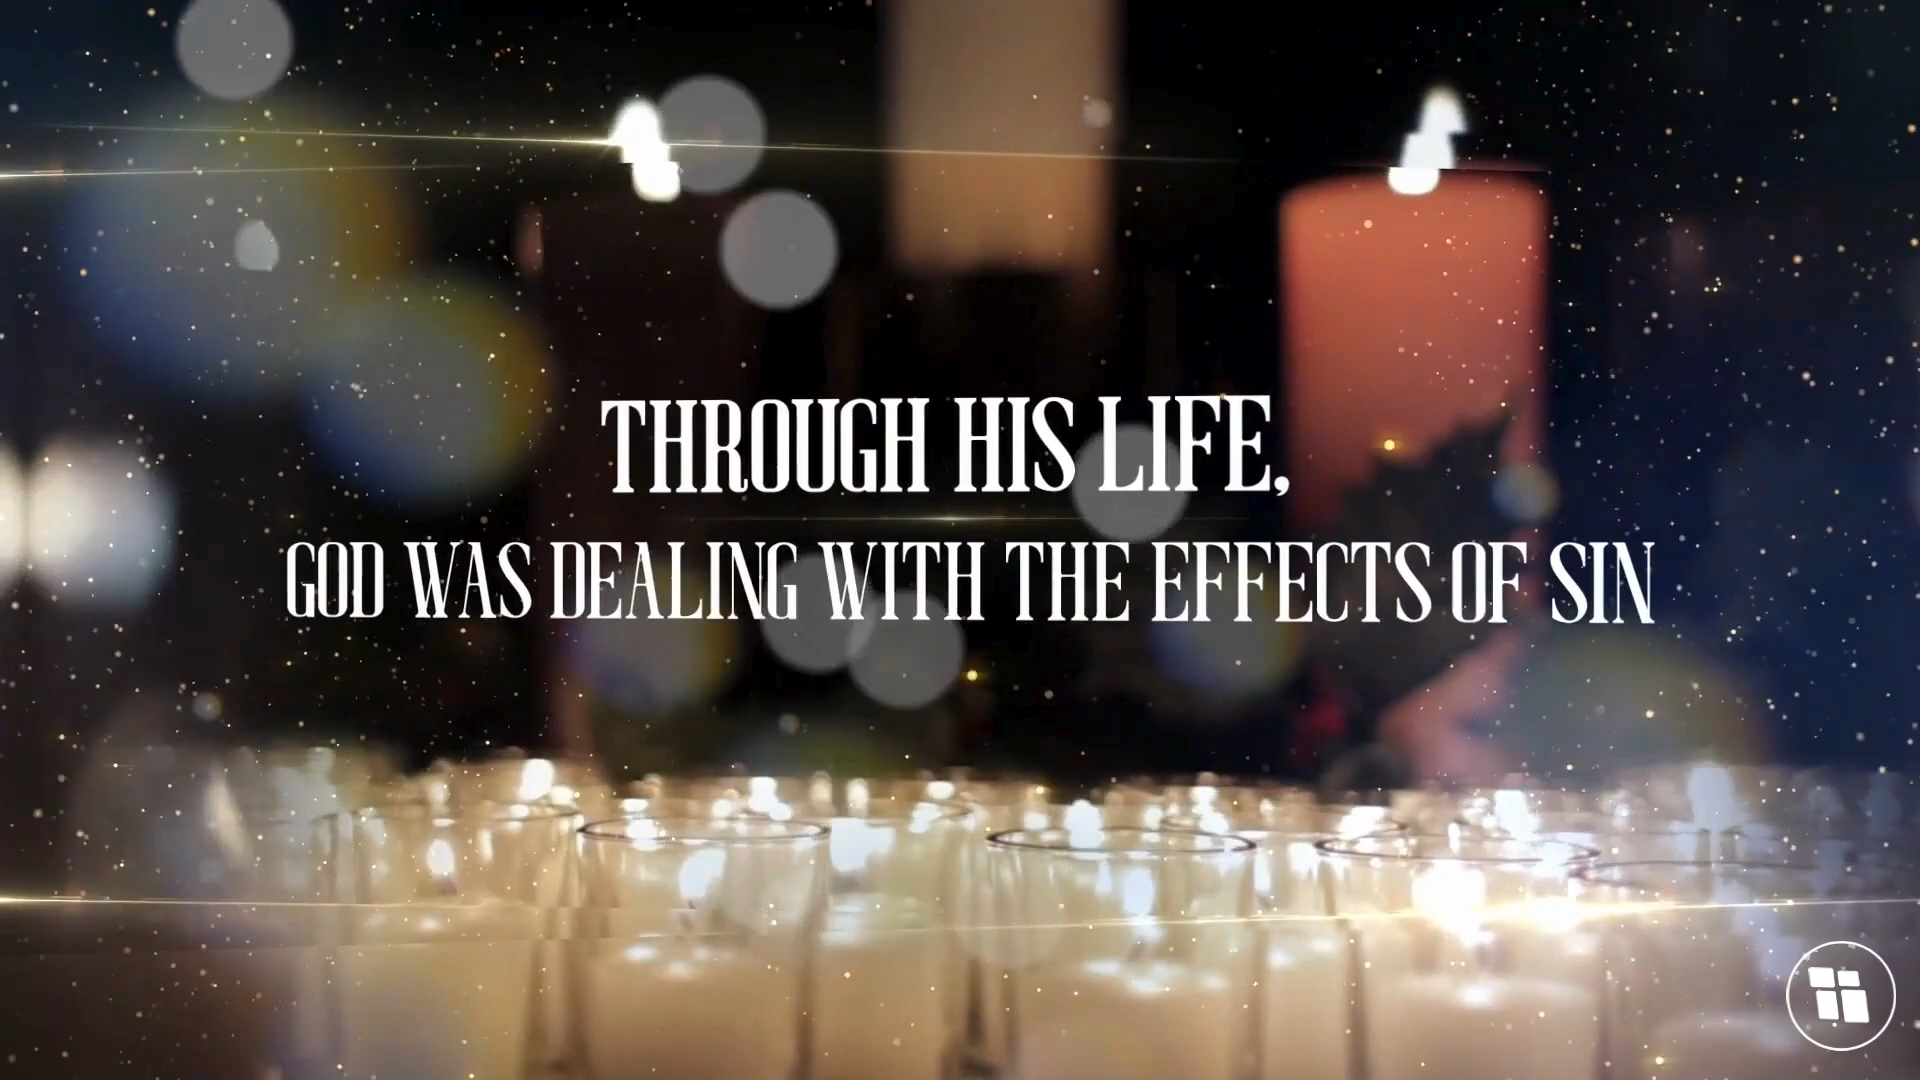 THROUGH HIS LIFE,
GOD WAS DEALING WITH THE EFFECTS OF SIN